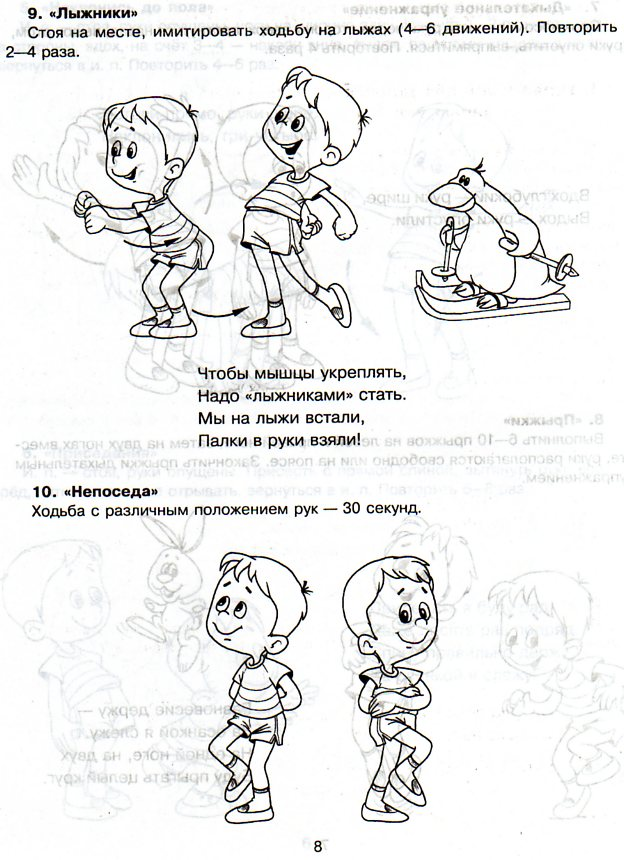 9. «Лыжники»
Стоя на месте, имитировать ходьбу на лыжах (4—6 движений). Повторить
2—4 раза.
Чтобы мышцы укреплять,
Надо «лыжниками» стать.
Мы на лыжи встали,
Палки в руки взяли!
10. «Непоседа»
Ходьба с различным положением рук — 30 секунд.
8